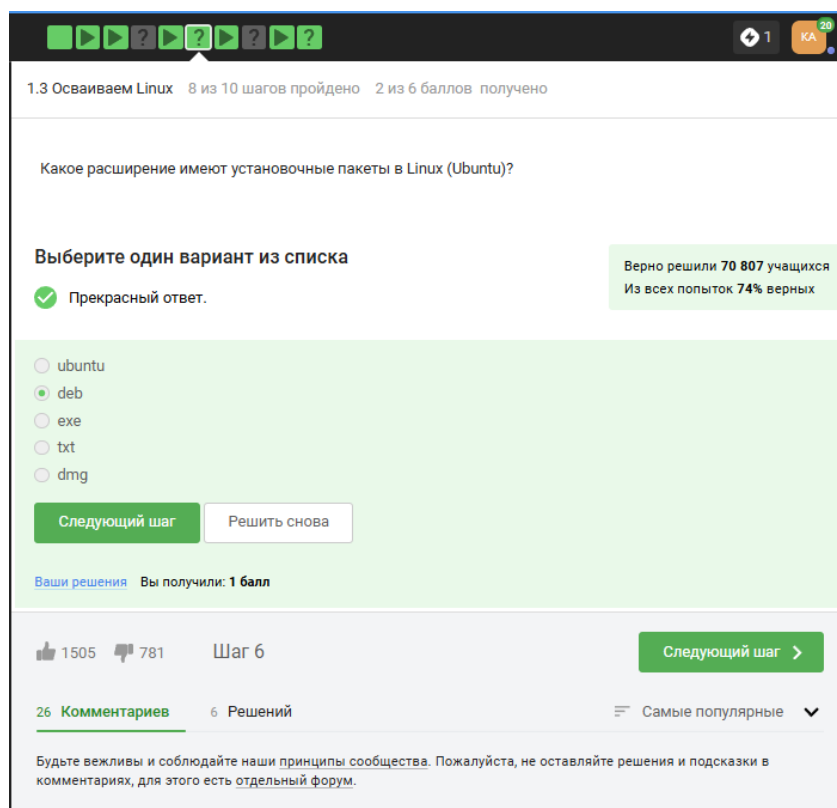 ? ? ? ?
1
КА
20
1.3 Осваиваем Linux 8 из 10 шагов пройдено 2 из 6 баллов получено
Какое расширение имеют установочные пакеты в Linux (Ubuntu)?
Выберите один вариант из списка
Верно решили 70 807 учащихся
Из всех попыток 74% верных
Прекрасный ответ.
ubuntu
deb
exe
txt
dmg
Следующий шаг Решить снова
Ваши решения Вы получили: 1 балл
1505 781 Шаг 6 Следующий шаг
26 Комментариев 6 Решений Самые популярные
Будьте вежливы и соблюдайте наши принципы сообщества. Пожалуйста, не оставляйте решения и подсказки в
комментариях, для этого есть отдельный форум.